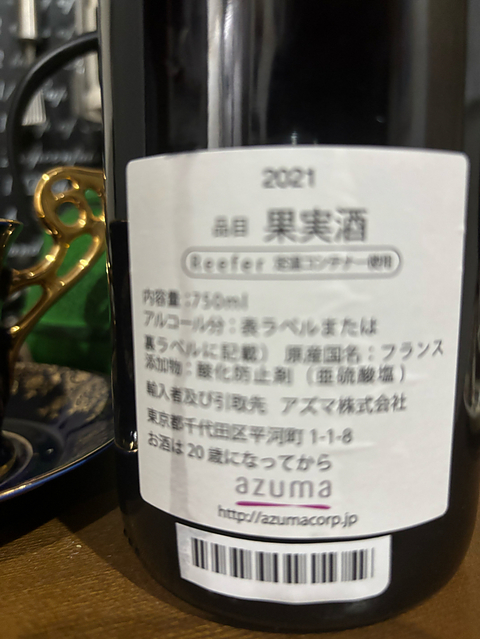 2021
品目 果実酒
Reefer 定温コンテナー使用
内容量:750ml
アルコール分:表ラベルまたは
裏ラベルに記載) 原産国名:フランス
添加物:酸化防止剤 (亜硫酸塩)
輸入者及び引取先 アズマ株式会社
東京都千代田区平河町 1-1-8
お酒は20歳になってから
azuma
http://azumacorp.jp